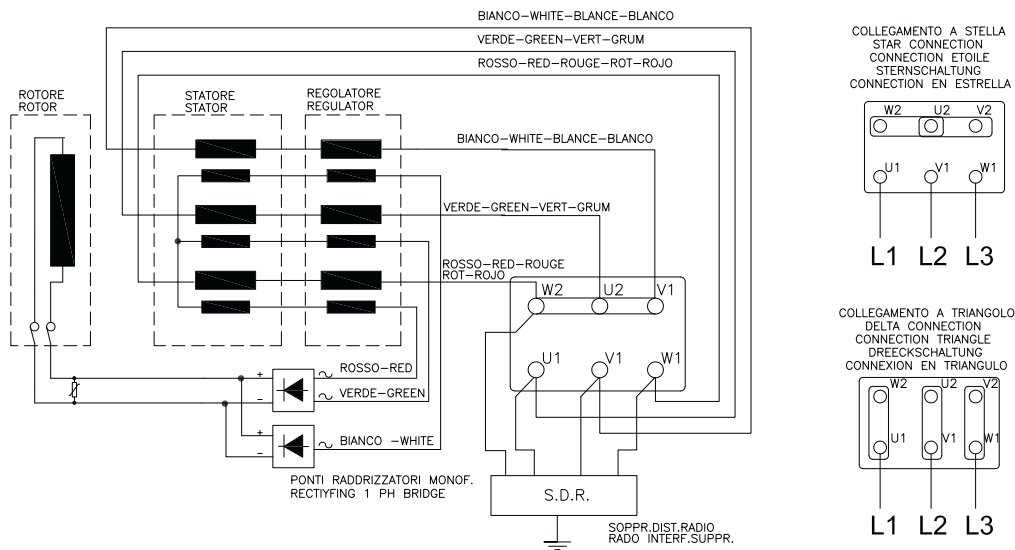 BIANCO-WHITE-BLANCE-BLANCO
VERDE-GREEN-VERT-GRUM
ROSSO-RED-ROUGE-ROT-ROJO
ROTORE
ROTOR
STATORE
STATOR
REGOLATORE
REGULATOR
BIANCO-WHITE-BLANCE-BLANCO
VERDE-GREEN-VERT-GRUM
ROSSO-RED-ROUGE
ROT-ROJO
W2 U2 V1
U1 V1 W1
+ ~ ROSSO-RED
- ~ VERDE-GREEN
+
- ~ BIANCO -WHITE
PONTI RADDRIZZATORI MONOF.
RECTIYFING 1 PH BRIDGE
S.D.R.
SOPPR.DIST.RADIO
RADO INTERF.SUPPR.
COLLEGAMENTO A STELLA
STAR CONNECTION
CONNECTION ETOILE
STERNSCHALTUNG
CONNECTION EN ESTRELLA
W2 U2 V2
U1 V1 W1
L1 L2 L3
COLLEGAMENTO A TRIANGOLO
DELTA CONNECTION
CONNECTION TRIANGLE
DREECKSCHALTUNG
CONNEXION EN TRIANGULO
W2 U2 V2
U1 V1 W1
L1 L2 L3